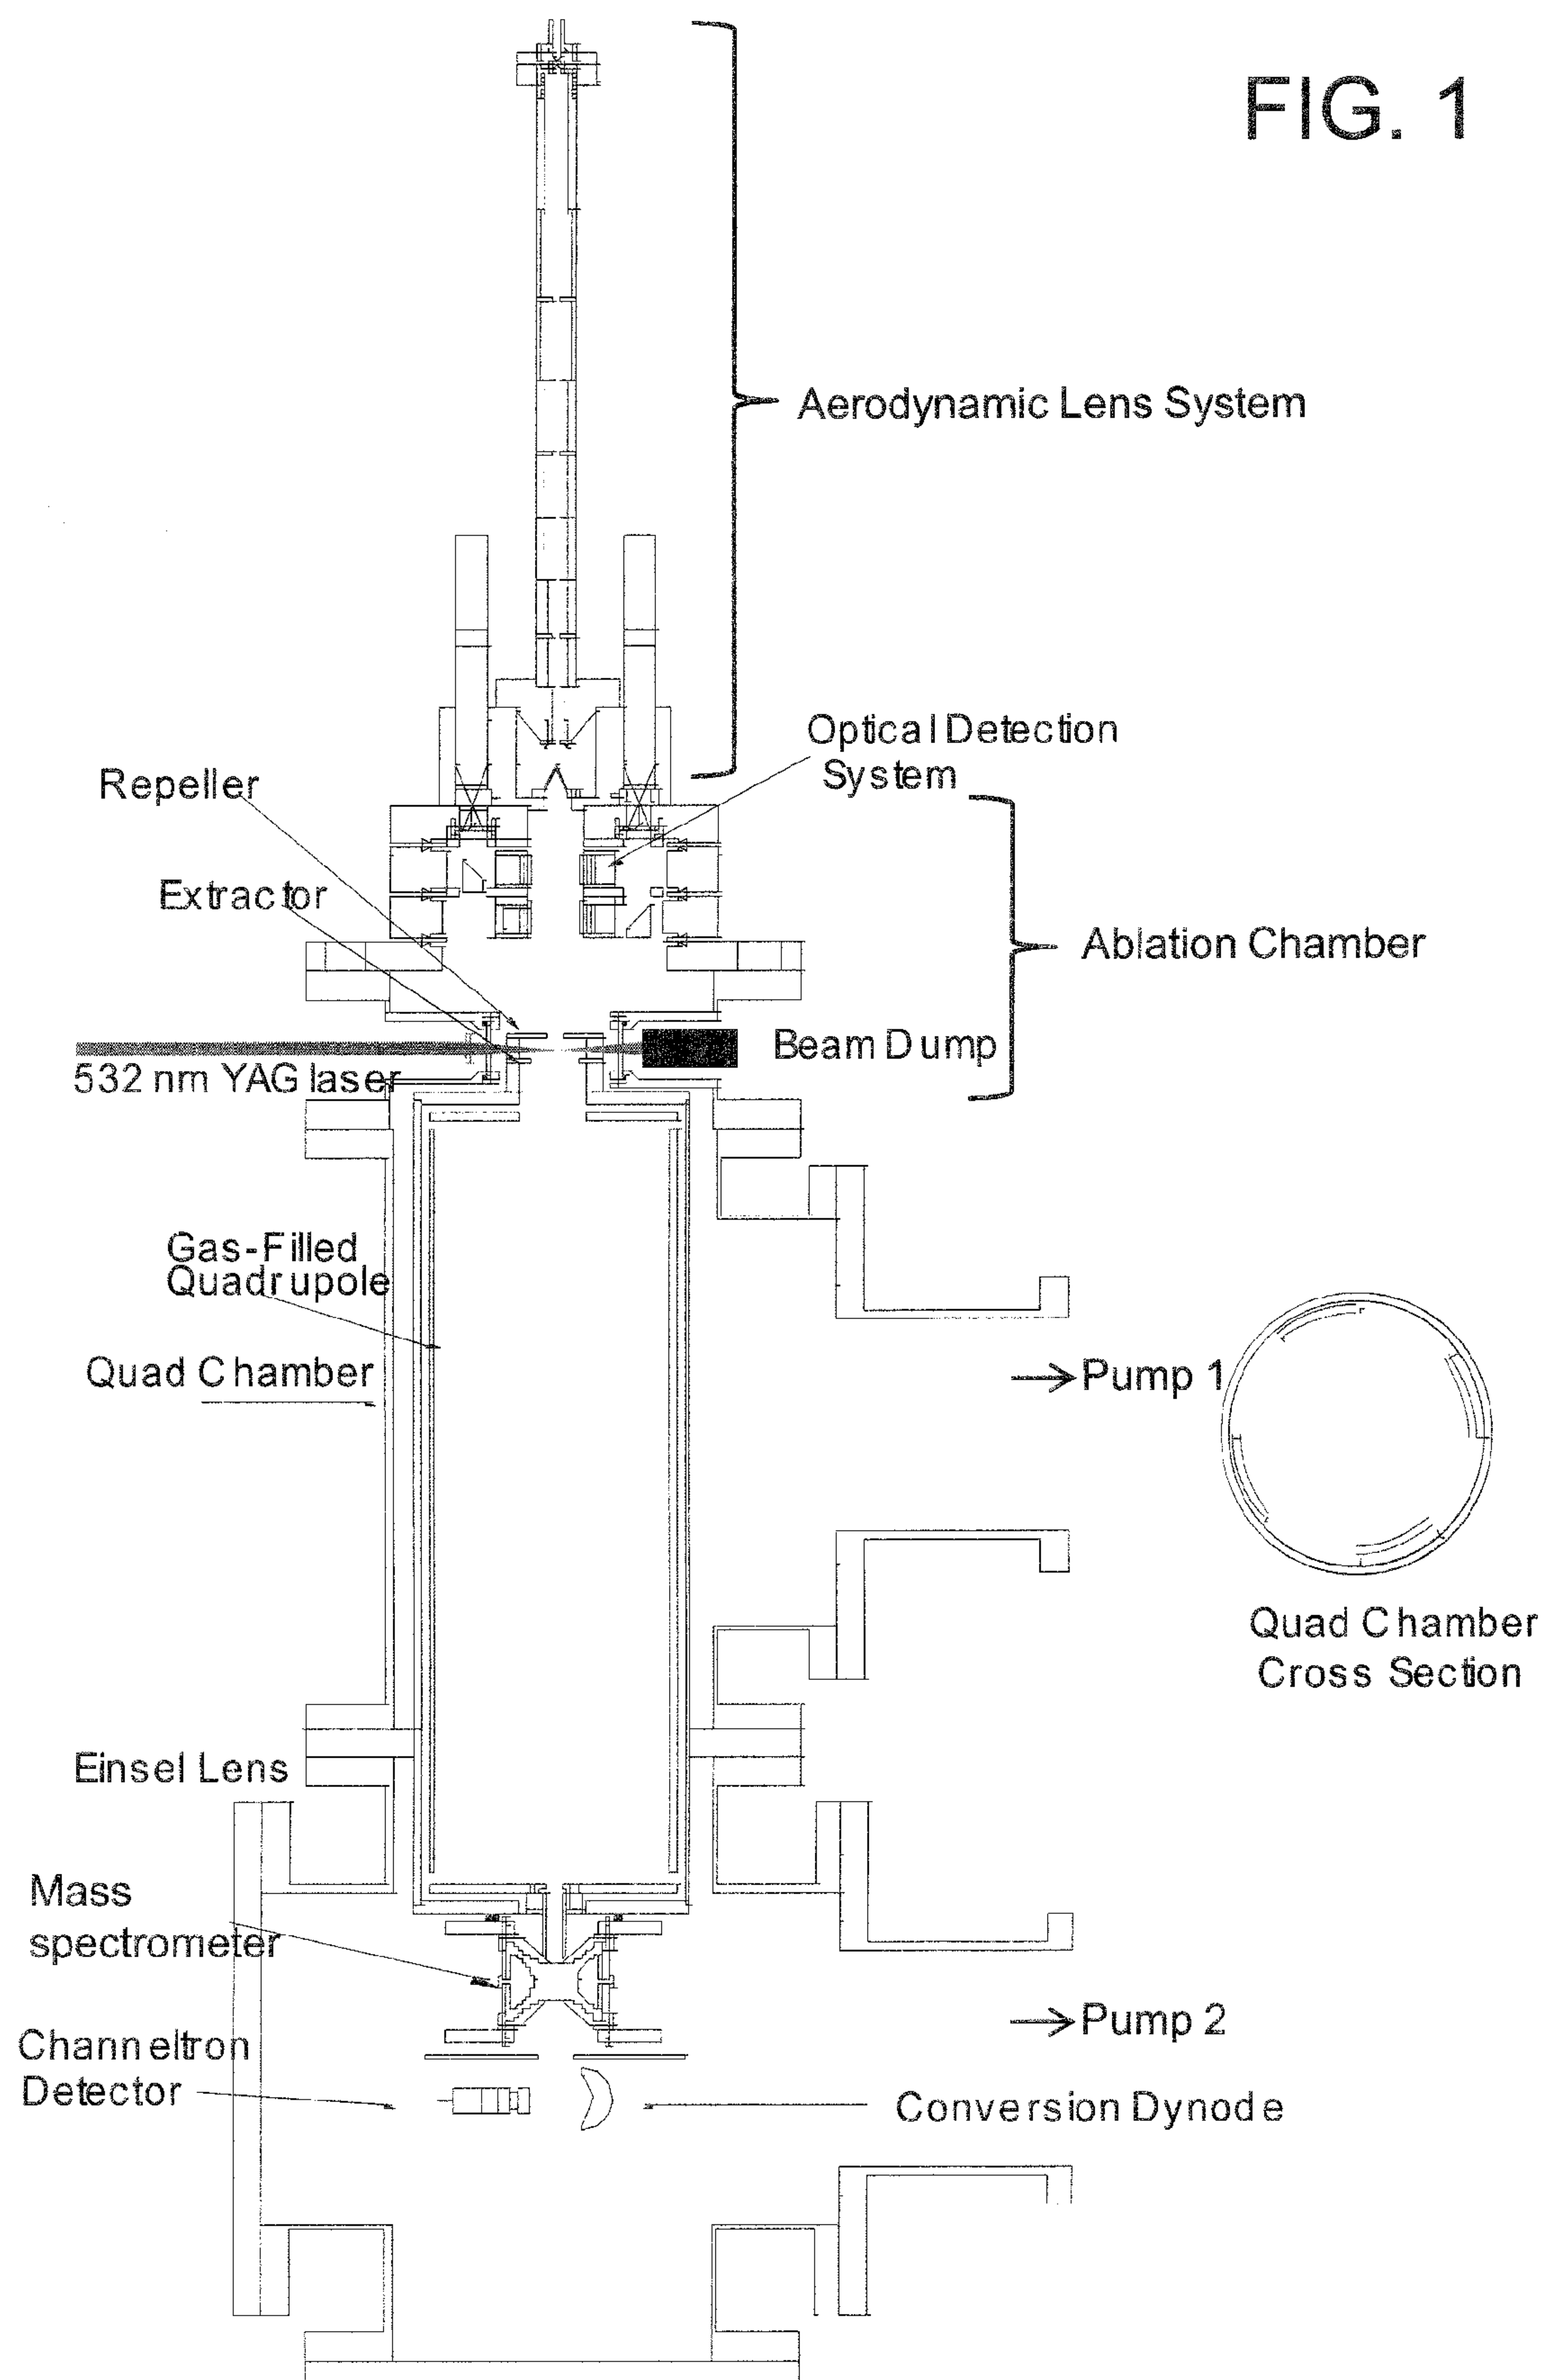 FIG. 1
Aerodynamic Lens System
Optical Detection
System
Repeller
Extractor
Ablation Chamber
Beam Dump
532 nm YAG laser
Gas-Filled
Quadrupole
Quad Chamber
Pump 1
Quad Chamber
Cross Section
Einsel Lens
Mass
spectrometer
Pump 2
Channeltron
Detector
Conversion Dynode